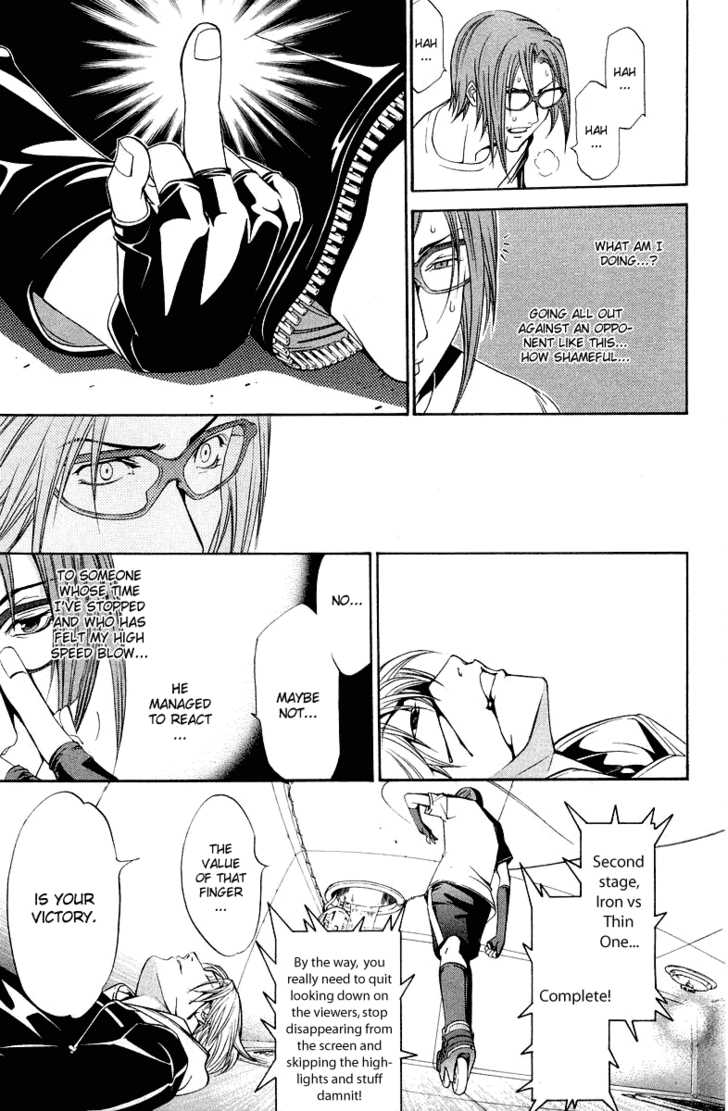 HAH
...
HAH
...
HAH
...
WHAT AM I
DOING...?
GOING ALL OUT
AGAINST AN OPPO-
NENT LIKE THIS...
HOW SHAMEFUL...
NO...
MAYBE
NOT...
TO SOMEONE
WHOSE TIME
I'VE STOPPED
AND WHO HAS
FELT MY HIGH
SPEED BLOW...
HE
MANAGED
TO REACT
...
Second
stage,
Iron vs
Thin
One...
Complete!
By the way, you
really need to quit
looking down on
the viewers, stop
disappearing from
the screen and
skipping the high-
lights and stuff
damnit!
THE
VALUE
OF THAT
FINGER
...
IS YOUR
VICTORY.